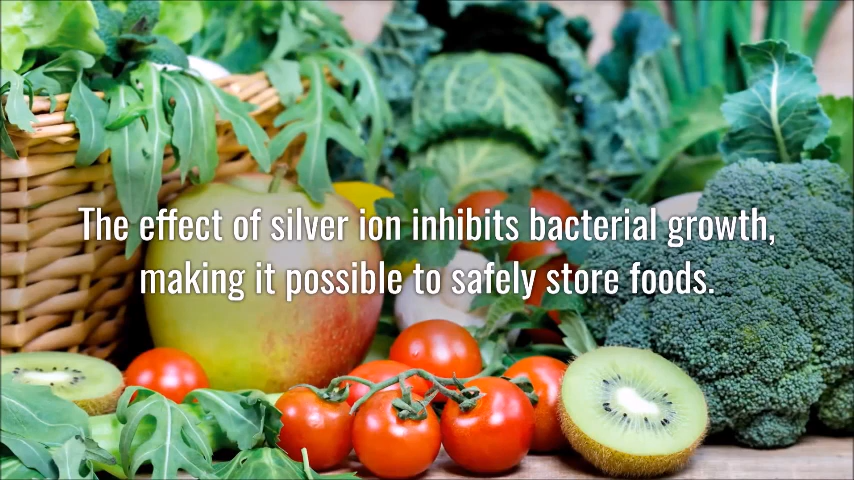 The effect of silver ion inhibits bacterial growth,
making it possible to safely store foods.